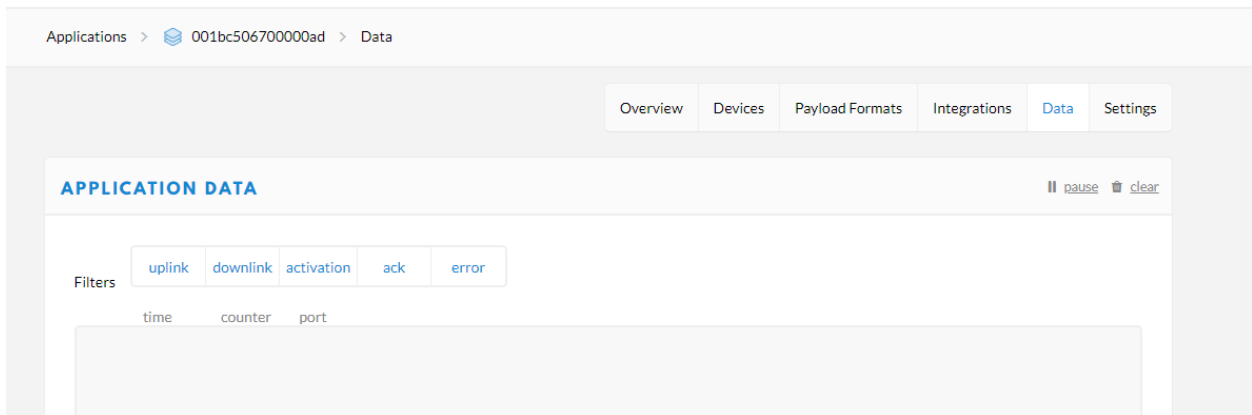 Applications > 001bc506700000ad > Data
Overview Devices Payload Formats Integrations Data Settings
APPLICATION DATA pause clear
Filters uplink downlink activation ack error
time counter port